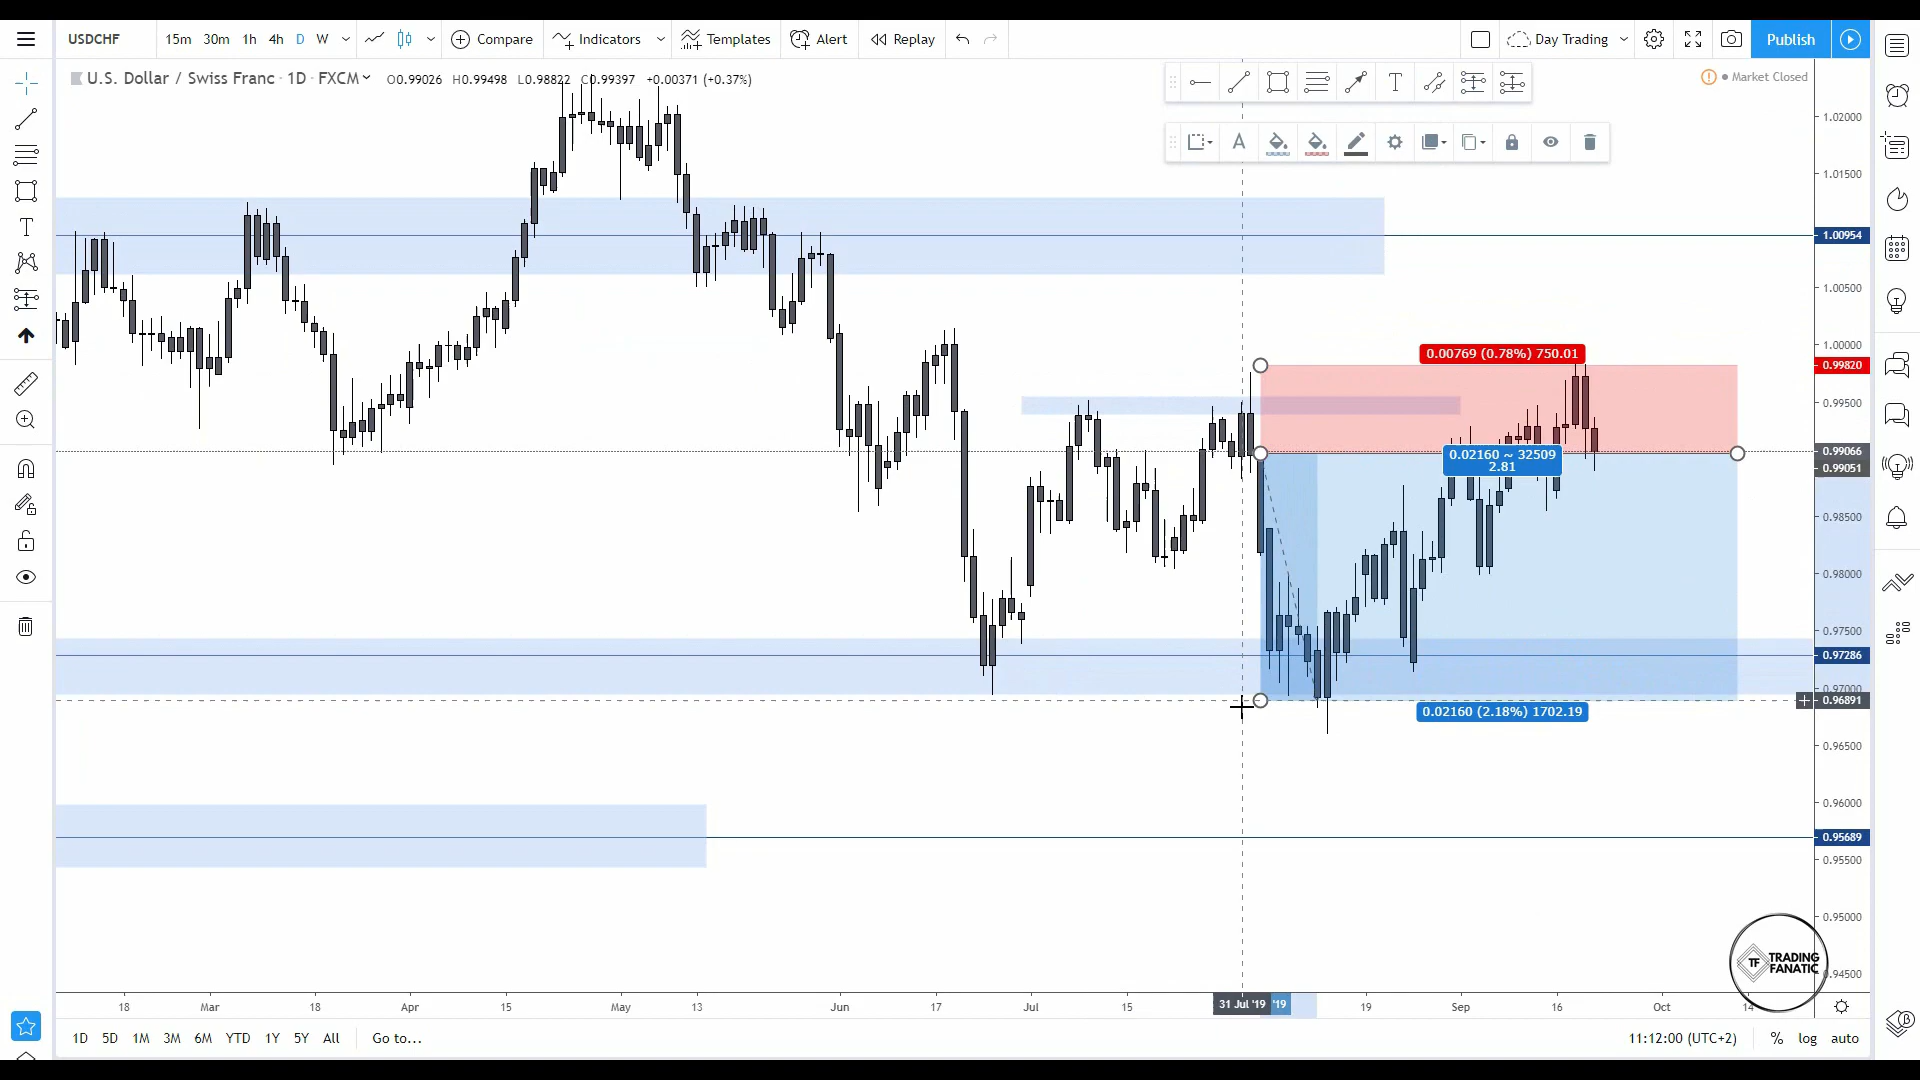 USDCHF 15m 30m 1h 4h D W Compare Indicators Templates Alert Replay Day Trading Publish
U.S. Dollar / Swiss Franc · 1D · FXCM O0.99026 H0.99498 L0.98822 C0.99397 +0.00371 (+0.37%)
T
A
Market Closed
1.02000
1.01500
1.00954
1.00500
1.00000
0.00769 (0.78%) 750.01
0.99820
0.99500
0.99066
0.02160 ~ 32509
2.81
0.99051
0.98500
0.98000
0.97500
0.97286
0.97000
0.96891
0.02160 (2.18%) 1702.19
0.96500
0.96000
0.95689
0.95500
0.95000
TF TRADING
FANATIC
0.94500
18 Mar 18 Apr 15 May 13 Jun 17 Jul 15 31 Jul '19 '19 19 Sep 16 Oct 14
1D 5D 1M 3M 6M YTD 1Y 5Y All Go to... 11:12:00 (UTC+2) % log auto